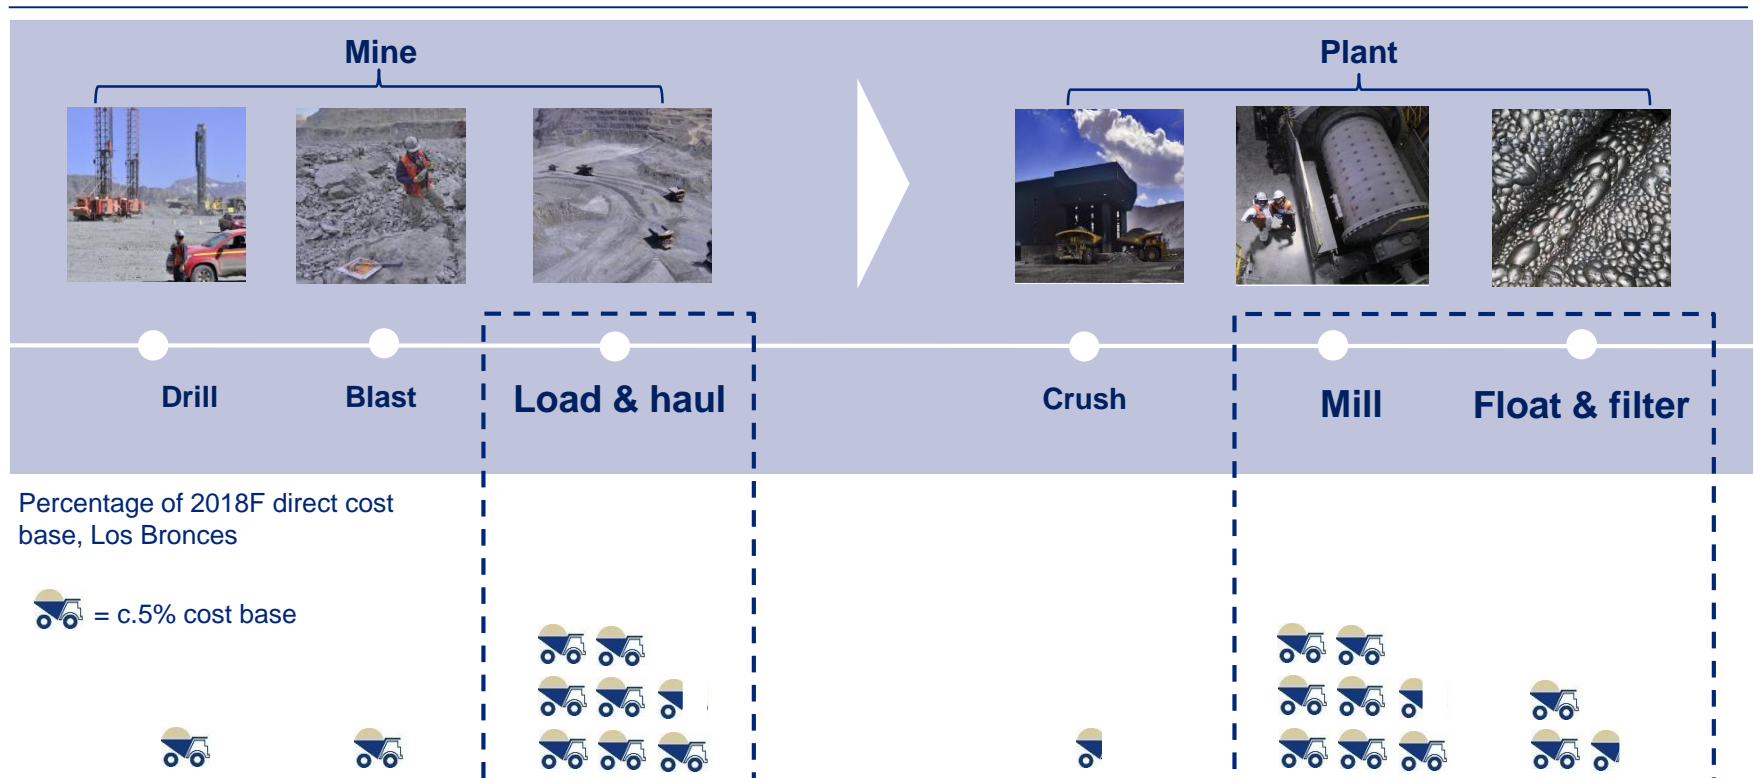 Mine
Plant
Drill
Blast
Load & haul
Crush
Mill
Float & filter
Percentage of 2018F direct cost
base, Los Bronces
= c.5% cost base